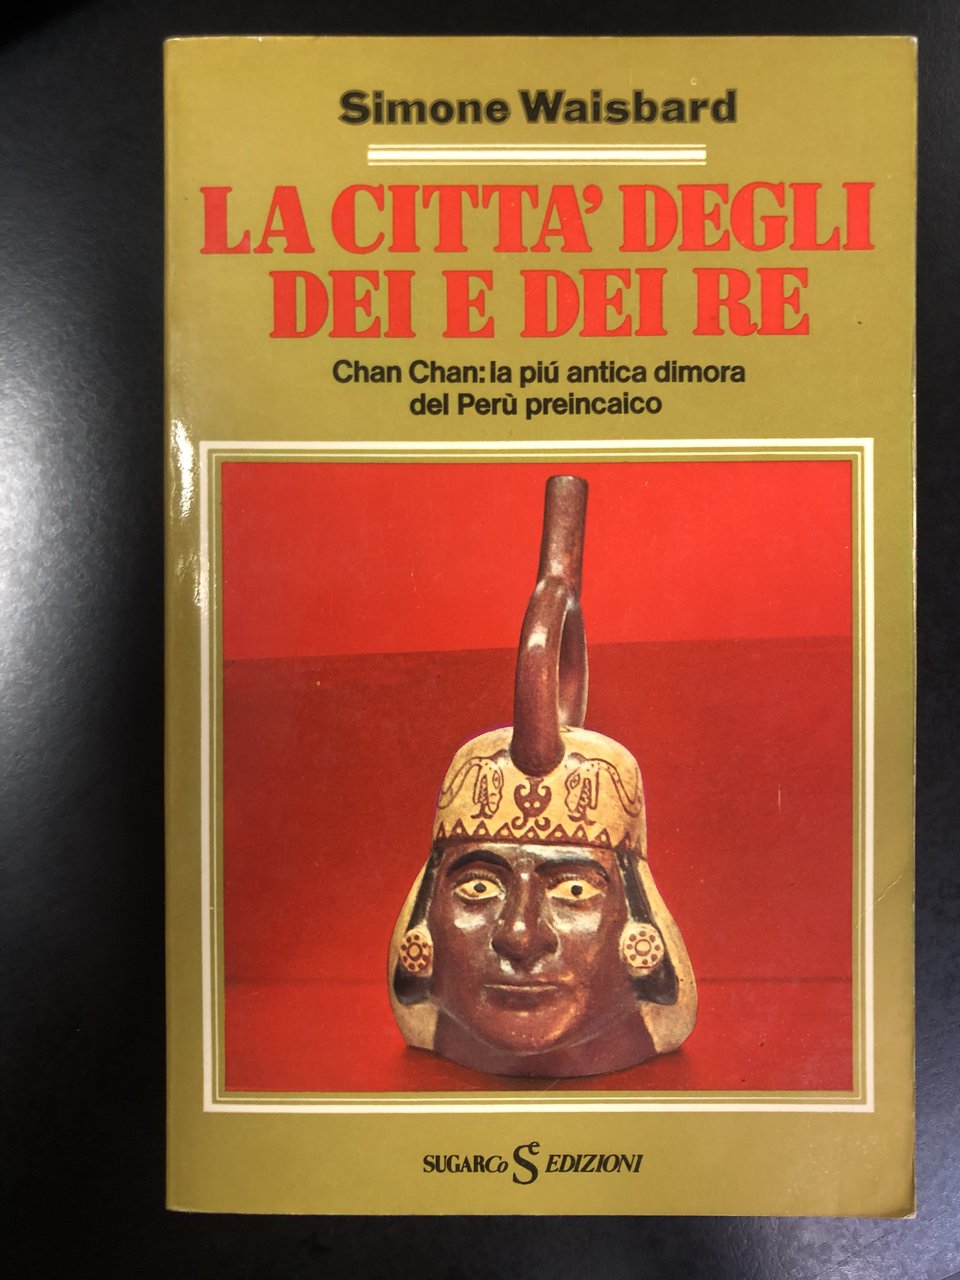 Simone Waisbard
LA CITTA' DEGLI
DEI E DEI RE
Chan Chan: la piú antica dimora
del Perù preincaico
SUGARCo Se EDIZIONI